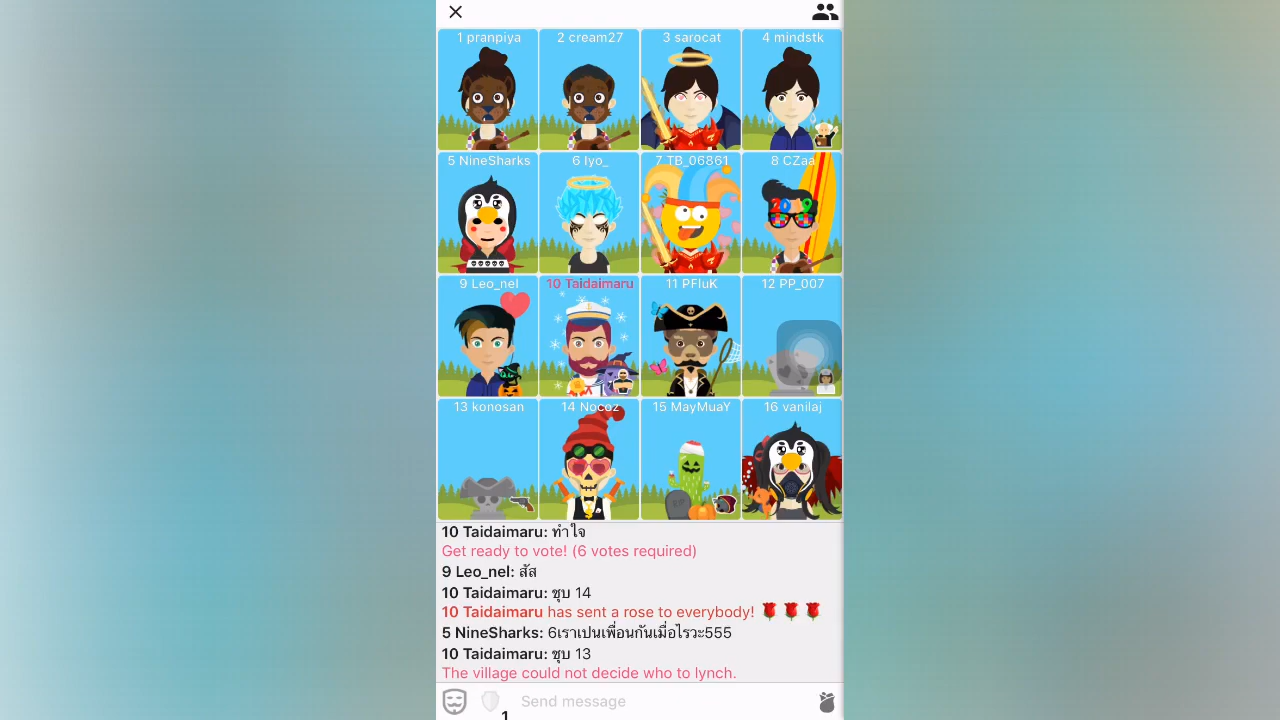 1 pranpiya
2 cream27
3 sarocat
4 mindstk
5 NineSharks
6 Iyo_
7 TB_06861
8 CZaa
9 Leo_nel
10 Taidaimaru
11 PFluK
12 PP_007
13 konosan
14 Nocoz
15 MayMuaY
16 vanilaj
10 Taidaimaru: ทำใจ
Get ready to vote! (6 votes required)
9 Leo_nel: สัส
10 Taidaimaru: ชุบ 14
10 Taidaimaru has sent a rose to everybody! 🌹 🌹 🌹
5 NineSharks: 6เราเปนเพื่อนกันเมื่อไรวะ555
10 Taidaimaru: ชุบ 13
The village could not decide who to lynch.
Send message
1